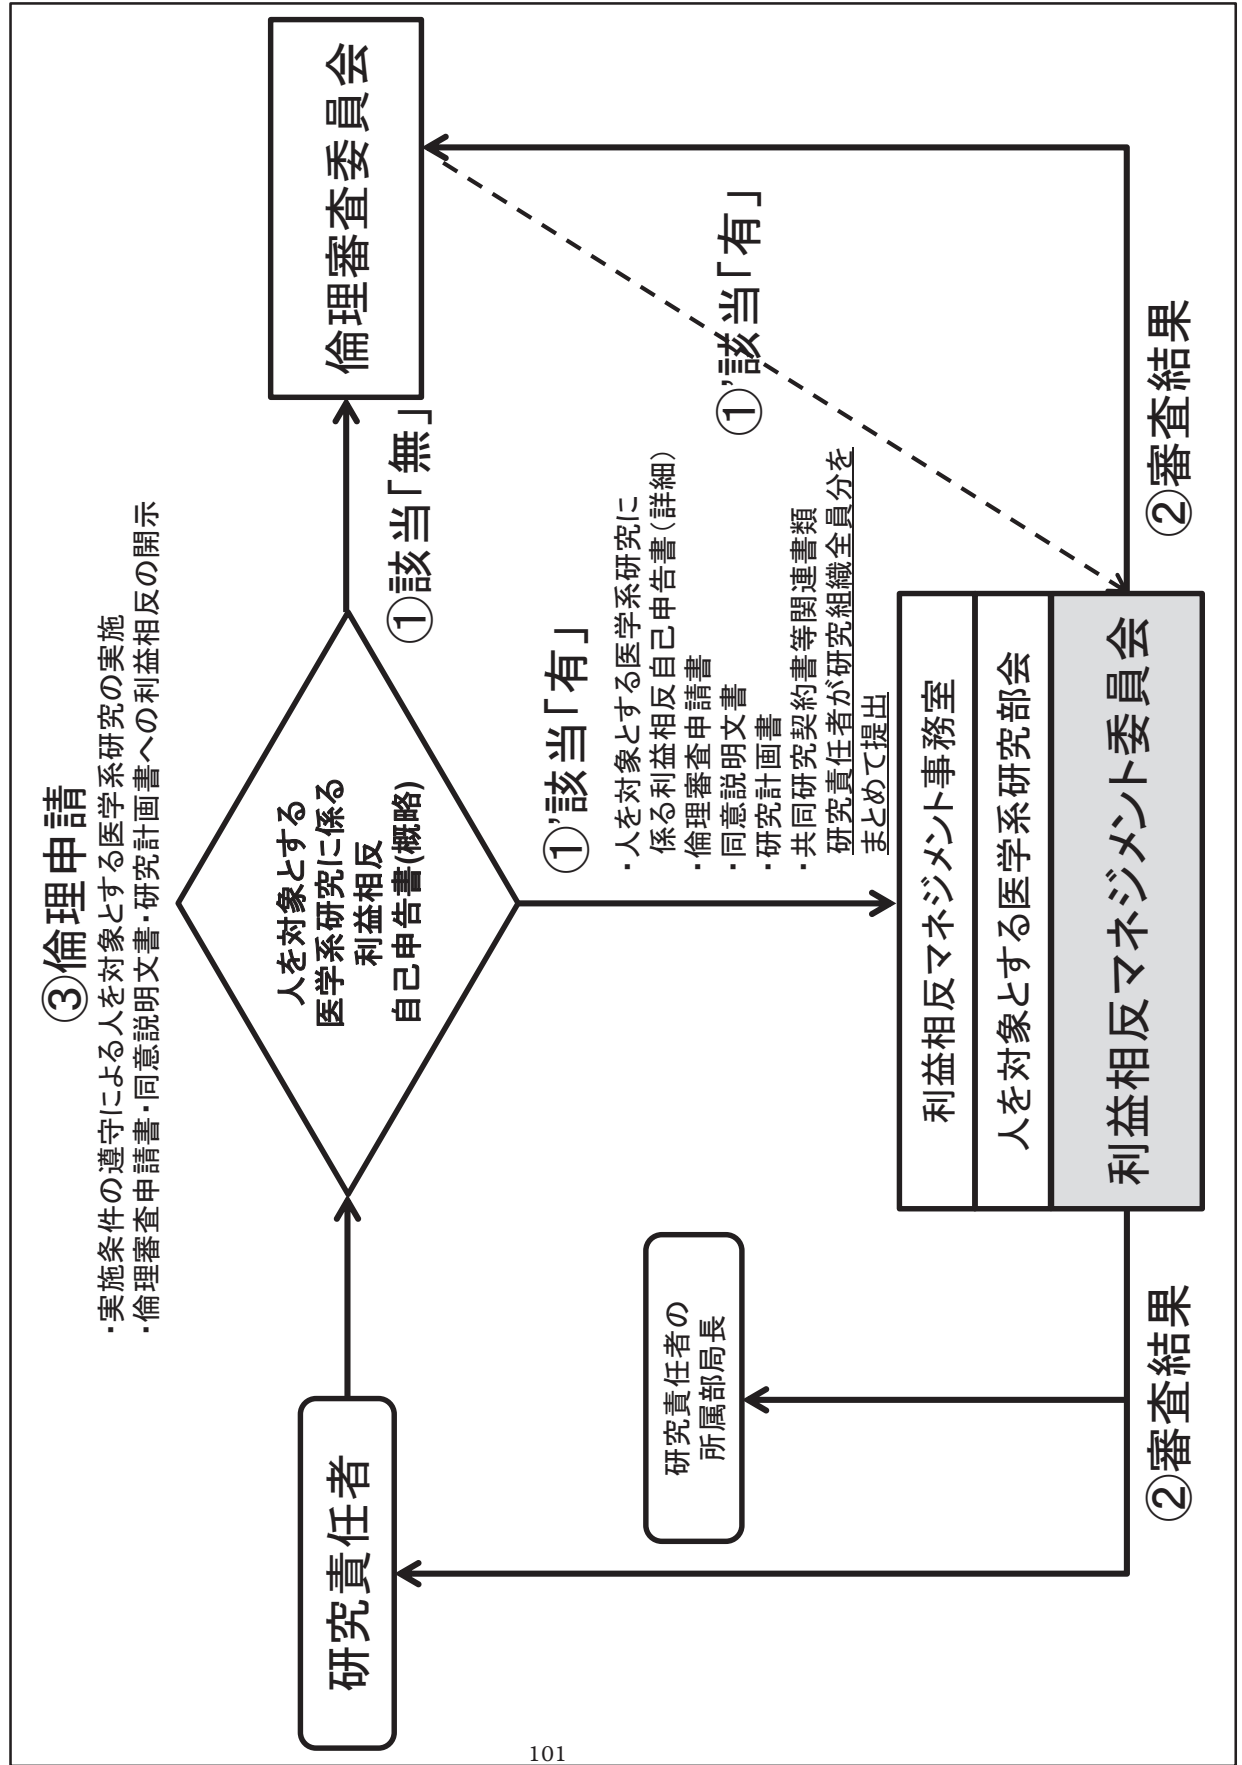 ③倫理申請
・実施条件の遵守による人を対象とする医学系研究の実施
・倫理審査申請書・同意説明文書・研究計画書への利益相反の開示
研究責任者
人を対象とする
医学系研究に係る
利益相反
自己申告書(概略)
倫理審査委員会
①該当「無」
①’該当「有」
・人を対象とする医学系研究に
係る利益相反自己申告書(詳細)
・倫理審査申請書
・同意説明文書
・研究計画書
・共同研究契約書等関連書類
研究責任者が研究組織全員分を
まとめて提出
①’該当「有」
研究責任者の
所属部局長
利益相反マネジメント事務室
人を対象とする医学系研究部会
利益相反マネジメント委員会
②審査結果
②審査結果
101